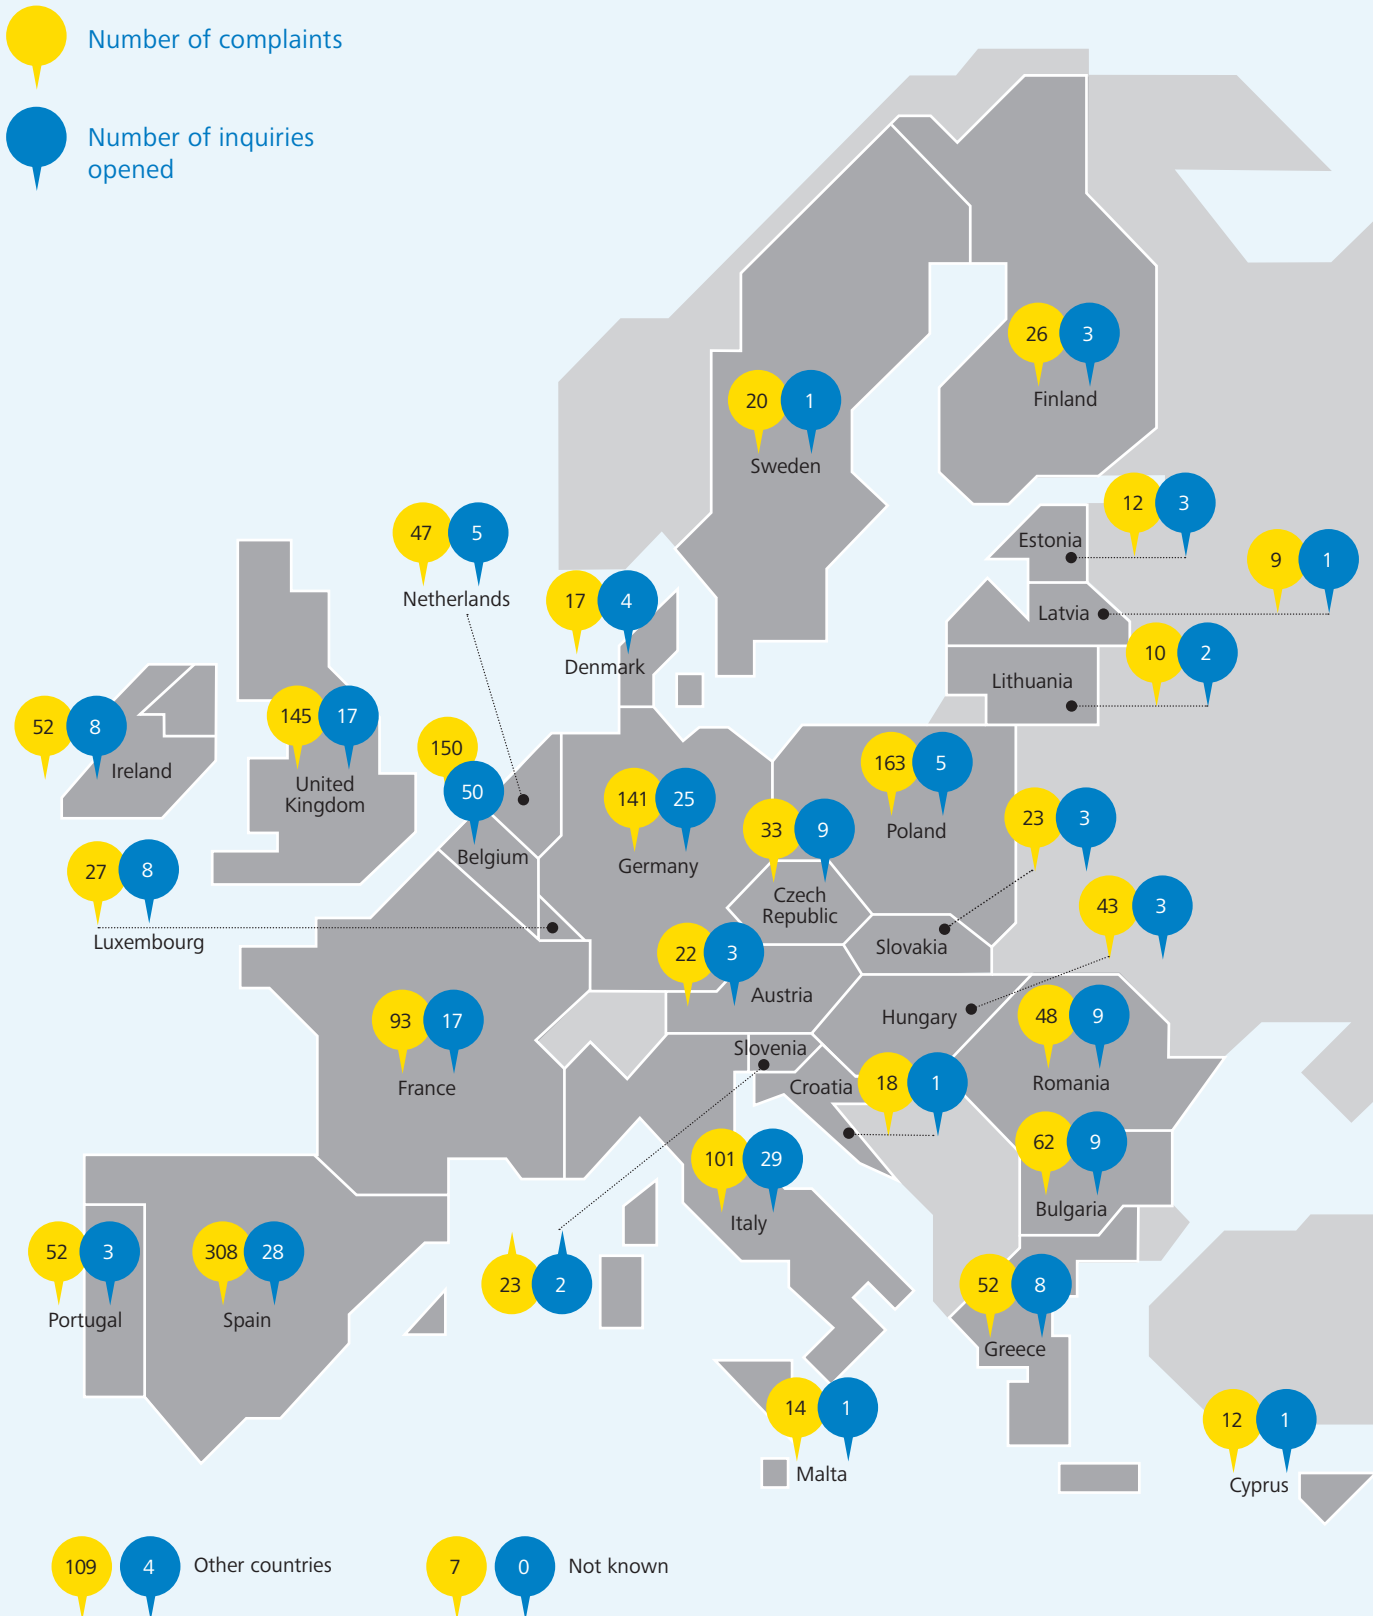 Number of complaints
Number of inquiries
opened
26 3
Finland
20 1
Sweden
12 3
Estonia
9 1
Latvia
47 5
Netherlands
17 4
Denmark
10 2
Lithuania
52 8
Ireland
145 17
United
Kingdom
150
50
Belgium
141 25
Germany
163 5
Poland
33 9
Czech
Republic
23 3
Slovakia
27 8
Luxembourg
43 3
Hungary
22 3
Austria
93 17
France
48 9
Romania
Slovenia
23 2
Croatia
18 1
101 29
Italy
62 9
Bulgaria
52 3
Portugal
308 28
Spain
52 8
Greece
14 1
Malta
12 1
Cyprus
109 4 Other countries
7 0 Not known